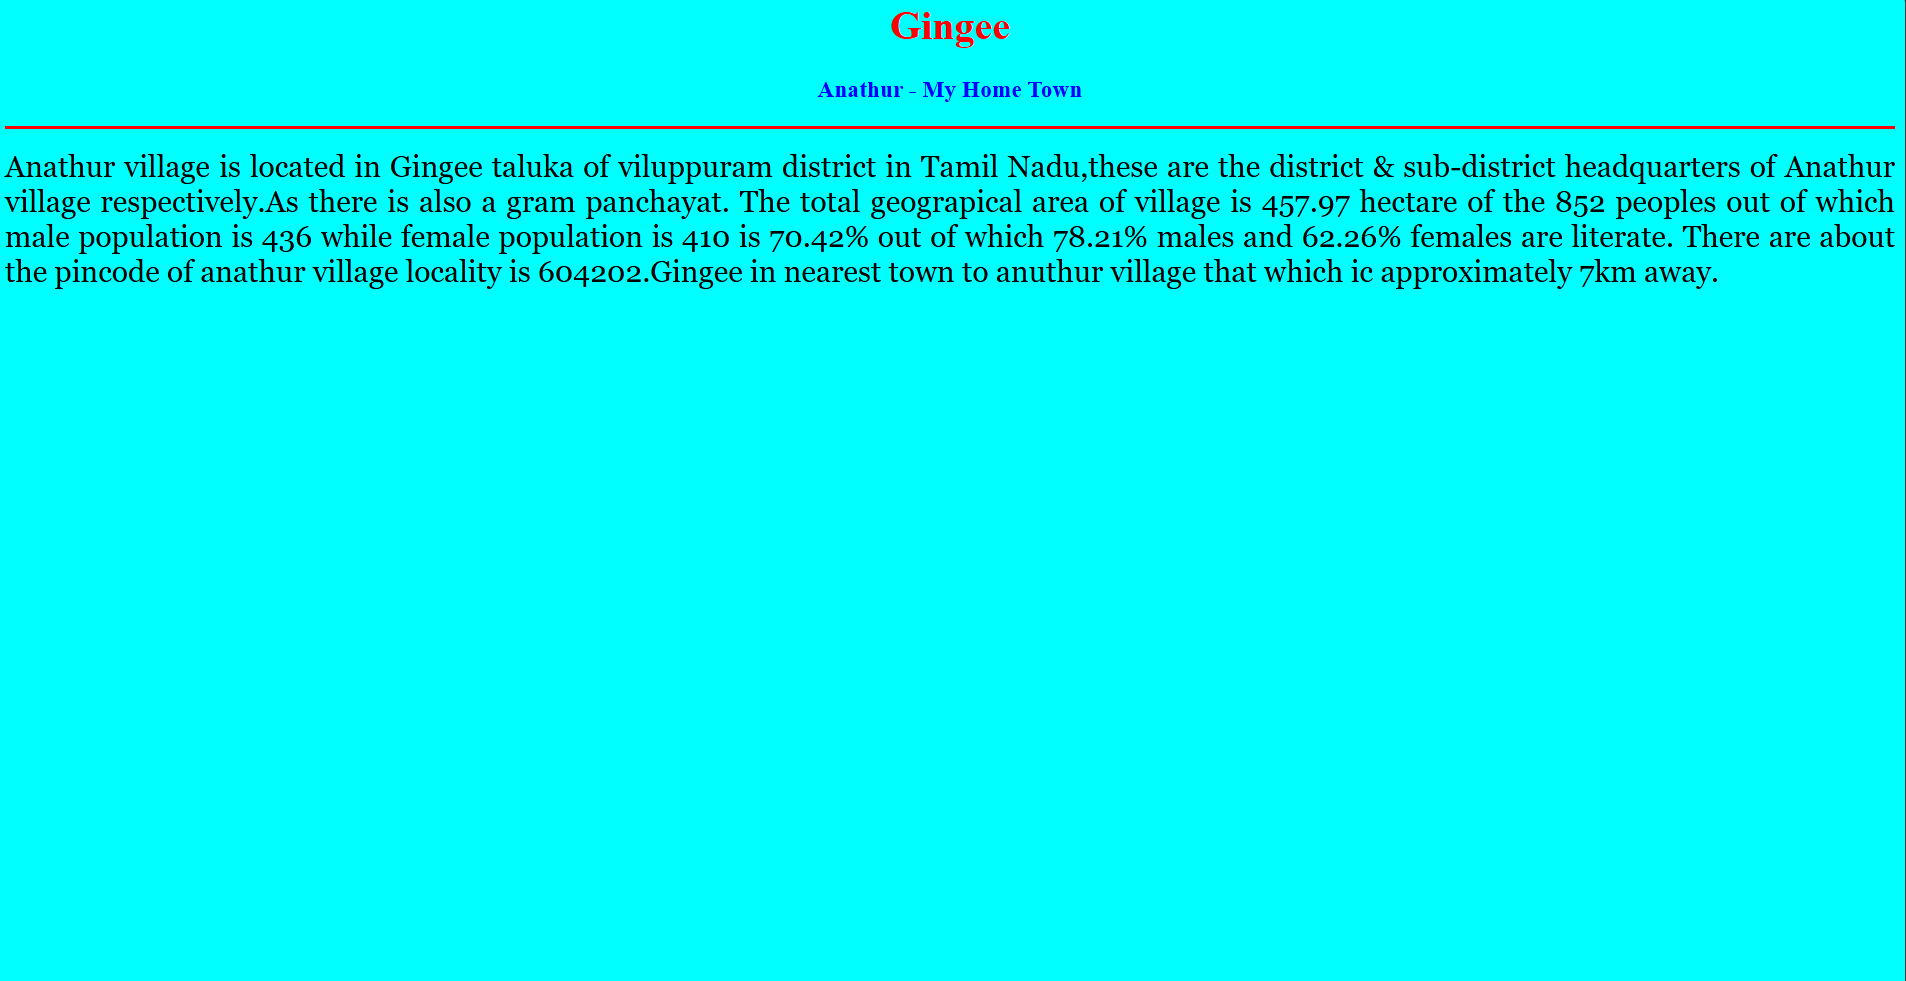 Gingee
Anathur - My Home Town
Anathur village is located in Gingee taluka of viluppuram district in Tamil Nadu,these are the district & sub-district headquarters of Anathur
village respectively.As there is also a gram panchayat. The total geograpical area of village is 457.97 hectare of the 852 peoples out of which
male population is 436 while female population is 410 is 70.42% out of which 78.21% males and 62.26% females are literate. There are about
the pincode of anathur village locality is 604202.Gingee in nearest town to anuthur village that which ic approximately 7km away.